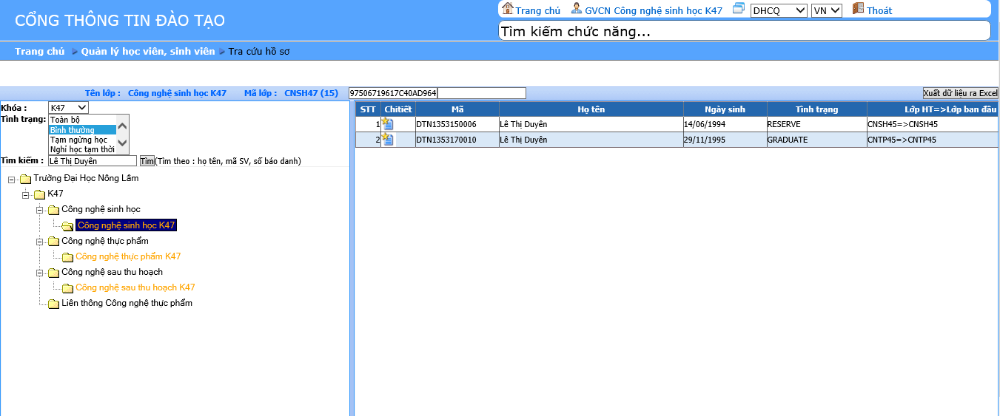 CỔNG THÔNG TIN ĐÀO TẠO
Trang chủ GVCN Công nghệ sinh học K47 DHCQ VN Thoát
Tìm kiếm chức năng...
Trang chủ Quản lý học viên, sinh viên Tra cứu hồ sơ
Tên lớp : Công nghệ sinh học K47 Mã lớp : CNSH47 (15) 97506719617C40AD964 Xuất dữ liệu ra Excel
Khóa : K47
Tình trạng: Toàn bộ
Bình thường
Tạm ngừng học
Nghỉ học tạm thời
Tìm kiếm : Lê Thị Duyên Tìm (Tìm theo : họ tên, mã SV, số báo danh)
Trường Đại Học Nông Lâm
K47
Công nghệ sinh học
Công nghệ sinh học K47
Công nghệ thực phẩm
Công nghệ thực phẩm K47
Công nghệ sau thu hoạch
Công nghệ sau thu hoạch K47
Liên thông Công nghệ thực phẩm
STT Chitiết Mã Họ tên Ngày sinh Tình trạng Lớp HT=>Lớp ban đầu
1 DTN1353150006 Lê Thị Duyên 14/06/1994 RESERVE CNSH45=>CNSH45
2 DTN1353170010 Lê Thị Duyên 29/11/1995 GRADUATE CNTP45=>CNTP45